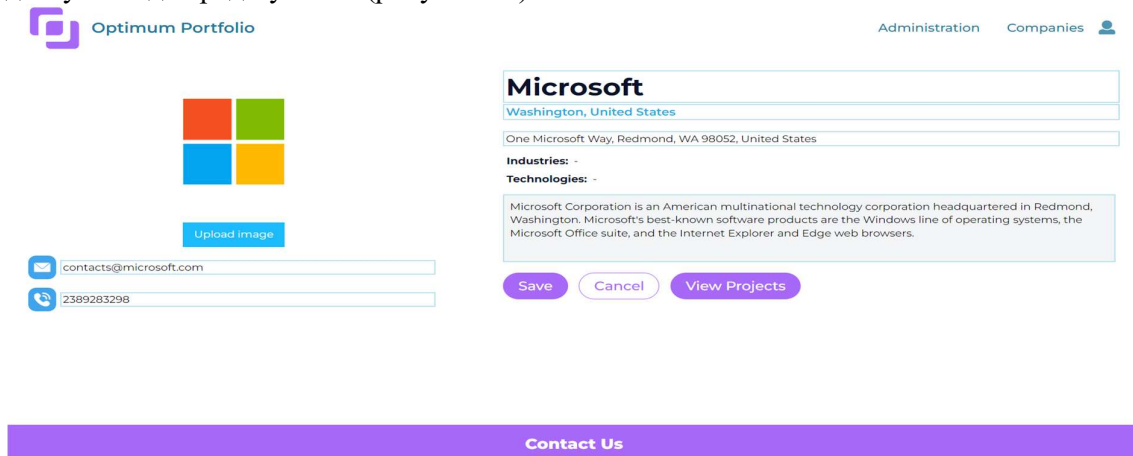 Optimum Portfolio
Administration Companies
Microsoft
Washington, United States
One Microsoft Way, Redmond, WA 98052, United States
Industries: -
Technologies: -
Microsoft Corporation is an American multinational technology corporation headquartered in Redmond,
Washington. Microsoft's best-known software products are the Windows line of operating systems, the
Microsoft Office suite, and the Internet Explorer and Edge web browsers.
Upload image
contacts@microsoft.com
2389283298
Save Cancel View Projects
Contact Us